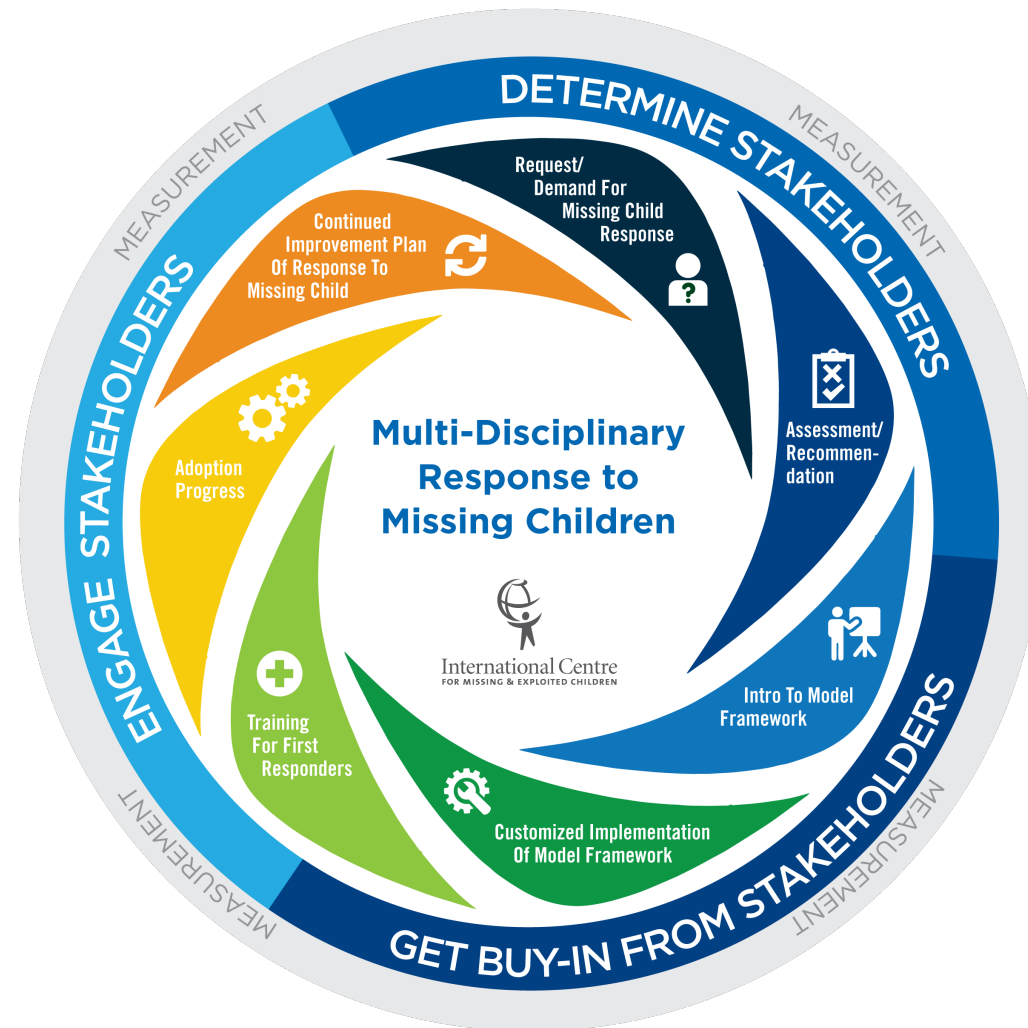 DETERMINE STAKEHOLDERS
MEASUREMENT
MEASUREMENT
Request/
Demand For
Missing Child
Response
?
Continued
Improvement Plan
Of Response To
Missing Child
ENGAGE STAKEHOLDERS
Assessment/
Recommen-
dation
Multi-Disciplinary
Response to
Missing Children
Adoption
Progress
International Centre
FOR MISSING & EXPLOITED CHILDREN
Intro To Model
Framework
Training
For First
Responders
Customized Implementation
Of Model Framework
GET BUY-IN FROM STAKEHOLDERS
MEASUREMENT
MEASUREMENT